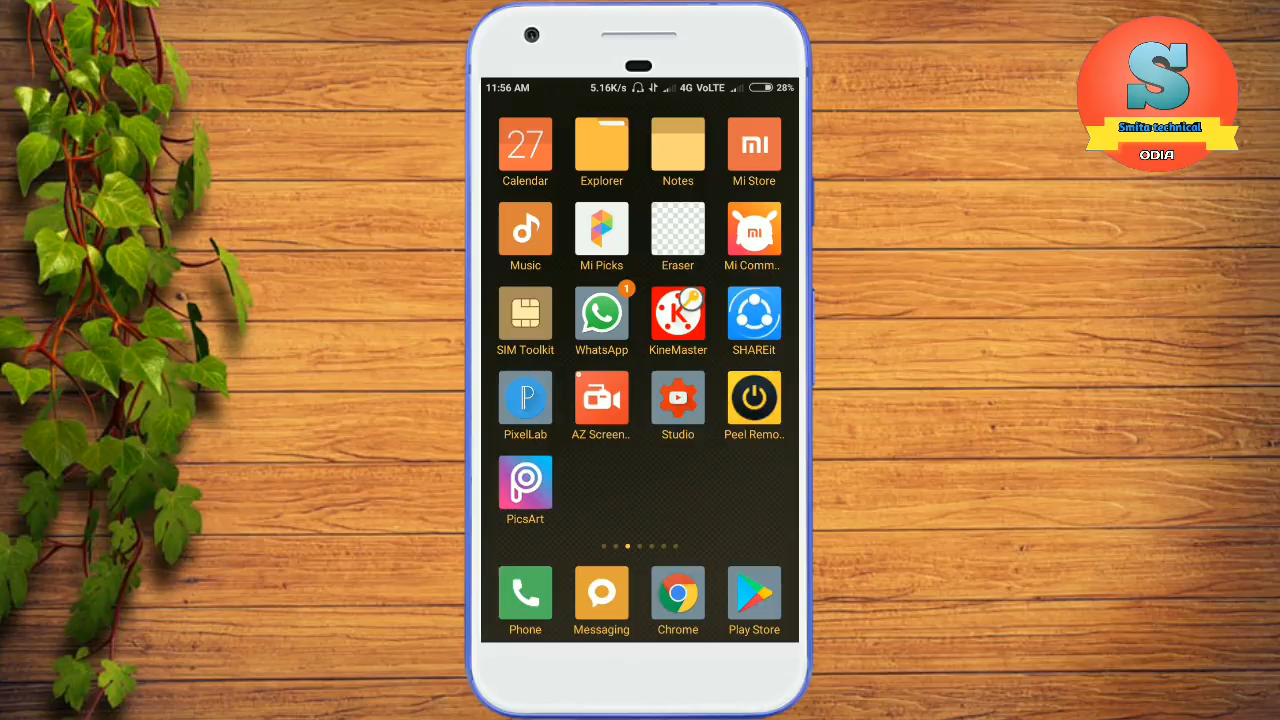 11:56 AM 5.16K/s 4G VoLTE 28%
27 mi
Calendar Explorer Notes Mi Store
mi
Music Mi Picks Eraser Mi Comm..
1
K
SIM Toolkit WhatsApp KineMaster SHAREit
P
PixelLab AZ Screen.. Studio Peel Remo..
PicsArt
Phone Messaging Chrome Play Store
S
Smita technical
ODIA